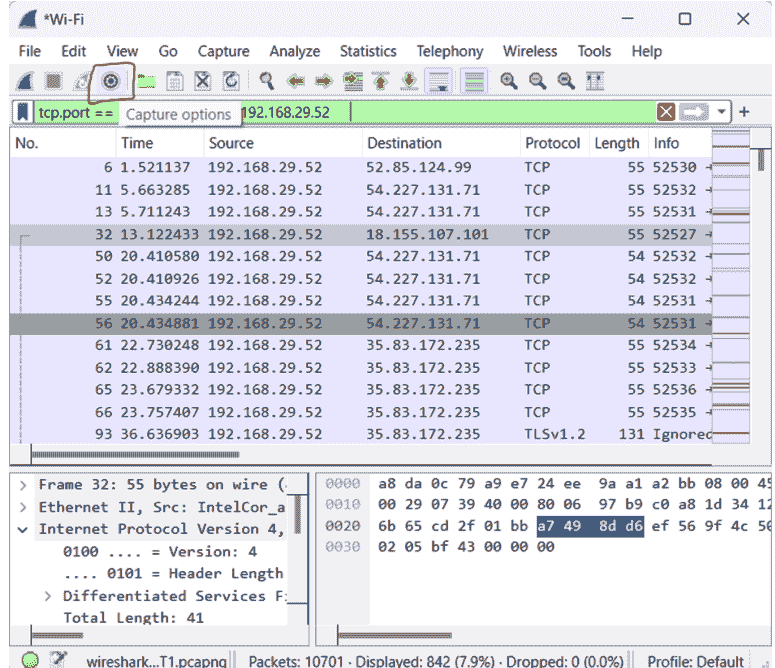 *Wi-Fi
File Edit View Go Capture Analyze Statistics Telephony Wireless Tools Help
tcp.port == 192.168.29.52
Capture options
No. Time Source Destination Protocol Length Info
6 1.521137 192.168.29.52 52.85.124.99 TCP 55 52530 →
11 5.663285 192.168.29.52 54.227.131.71 TCP 55 52532 →
13 5.711243 192.168.29.52 54.227.131.71 TCP 55 52531 →
32 13.122433 192.168.29.52 18.155.107.101 TCP 55 52527 →
50 20.410580 192.168.29.52 54.227.131.71 TCP 54 52532 →
52 20.410926 192.168.29.52 54.227.131.71 TCP 54 52532 →
55 20.434244 192.168.29.52 54.227.131.71 TCP 54 52531 →
56 20.434881 192.168.29.52 54.227.131.71 TCP 54 52531 →
61 22.730248 192.168.29.52 35.83.172.235 TCP 55 52534 →
62 22.888390 192.168.29.52 35.83.172.235 TCP 55 52533 →
65 23.679332 192.168.29.52 35.83.172.235 TCP 55 52536 →
66 23.757407 192.168.29.52 35.83.172.235 TCP 55 52535 →
93 36.636903 192.168.29.52 35.83.172.235 TLSv1.2 131 Ignored
Frame 32: 55 bytes on wire (
Ethernet II, Src: IntelCor_a
Internet Protocol Version 4,
0100 .... = Version: 4
.... 0101 = Header Length
Differentiated Services F
Total Length: 41
0000 a8 da 0c 79 a9 e7 24 ee 9a a1 a2 bb 08 00 45
0010 00 29 07 39 40 00 80 06 97 b9 c0 a8 1d 34 12
0020 6b 65 cd 2f 01 bb a7 49 8d d6 ef 56 9f 4c 50
0030 02 05 bf 43 00 00 00
wireshark...T1.pcapng Packets: 10701 · Displayed: 842 (7.9%) · Dropped: 0 (0.0%) Profile: Default